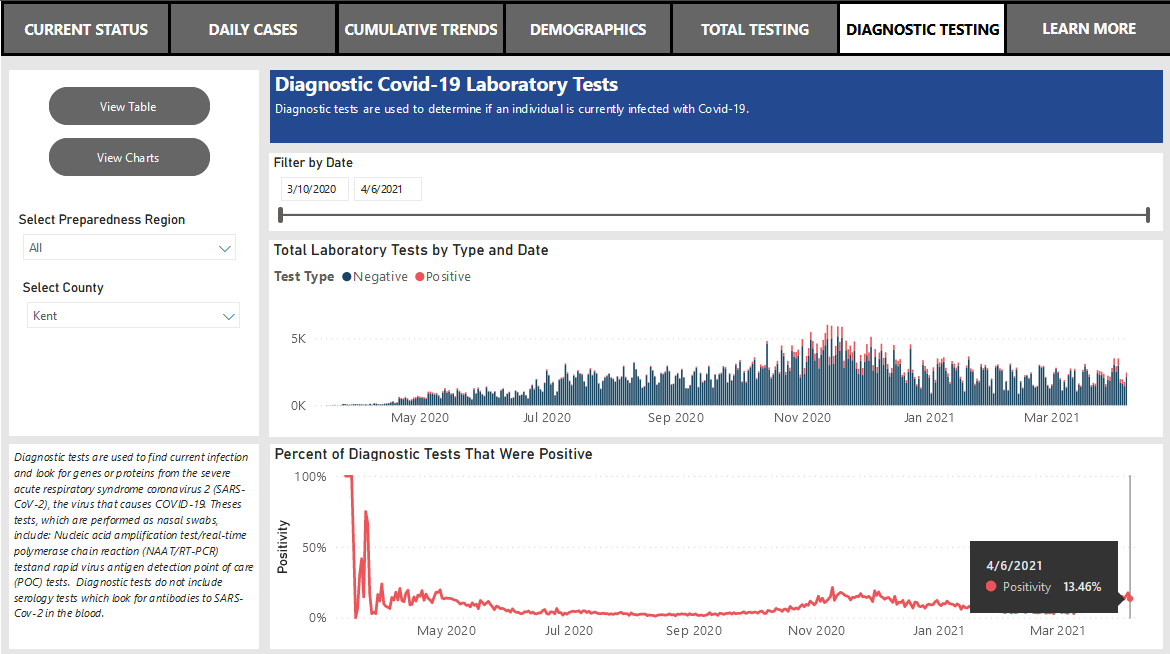 CURRENT STATUS
DAILY CASES
CUMULATIVE TRENDS
DEMOGRAPHICS
TOTAL TESTING
DIAGNOSTIC TESTING
LEARN MORE
View Table
View Charts
Select Preparedness Region
All
Select County
Kent
Diagnostic tests are used to find current infection
and look for genes or proteins from the severe
acute respiratory syndrome coronavirus 2 (SARS-
CoV-2), the virus that causes COVID-19. Theses
tests, which are performed as nasal swabs,
include: Nucleic acid amplification test/real-time
polymerase chain reaction (NAAT/RT-PCR)
testand rapid virus antigen detection point of care
(POC) tests. Diagnostic tests do not include
serology tests which look for antibodies to SARS-
Cov-2 in the blood.
Diagnostic Covid-19 Laboratory Tests
Diagnostic tests are used to determine if an individual is currently infected with Covid-19.
Filter by Date
3/10/2020
4/6/2021
Total Laboratory Tests by Type and Date
Test Type Negative Positive
5K
0K
May 2020 Jul 2020 Sep 2020 Nov 2020 Jan 2021 Mar 2021
Percent of Diagnostic Tests That Were Positive
Positivity
100%
50%
0%
4/6/2021
Positivity 13.46%
May 2020 Jul 2020 Sep 2020 Nov 2020 Jan 2021 Mar 2021